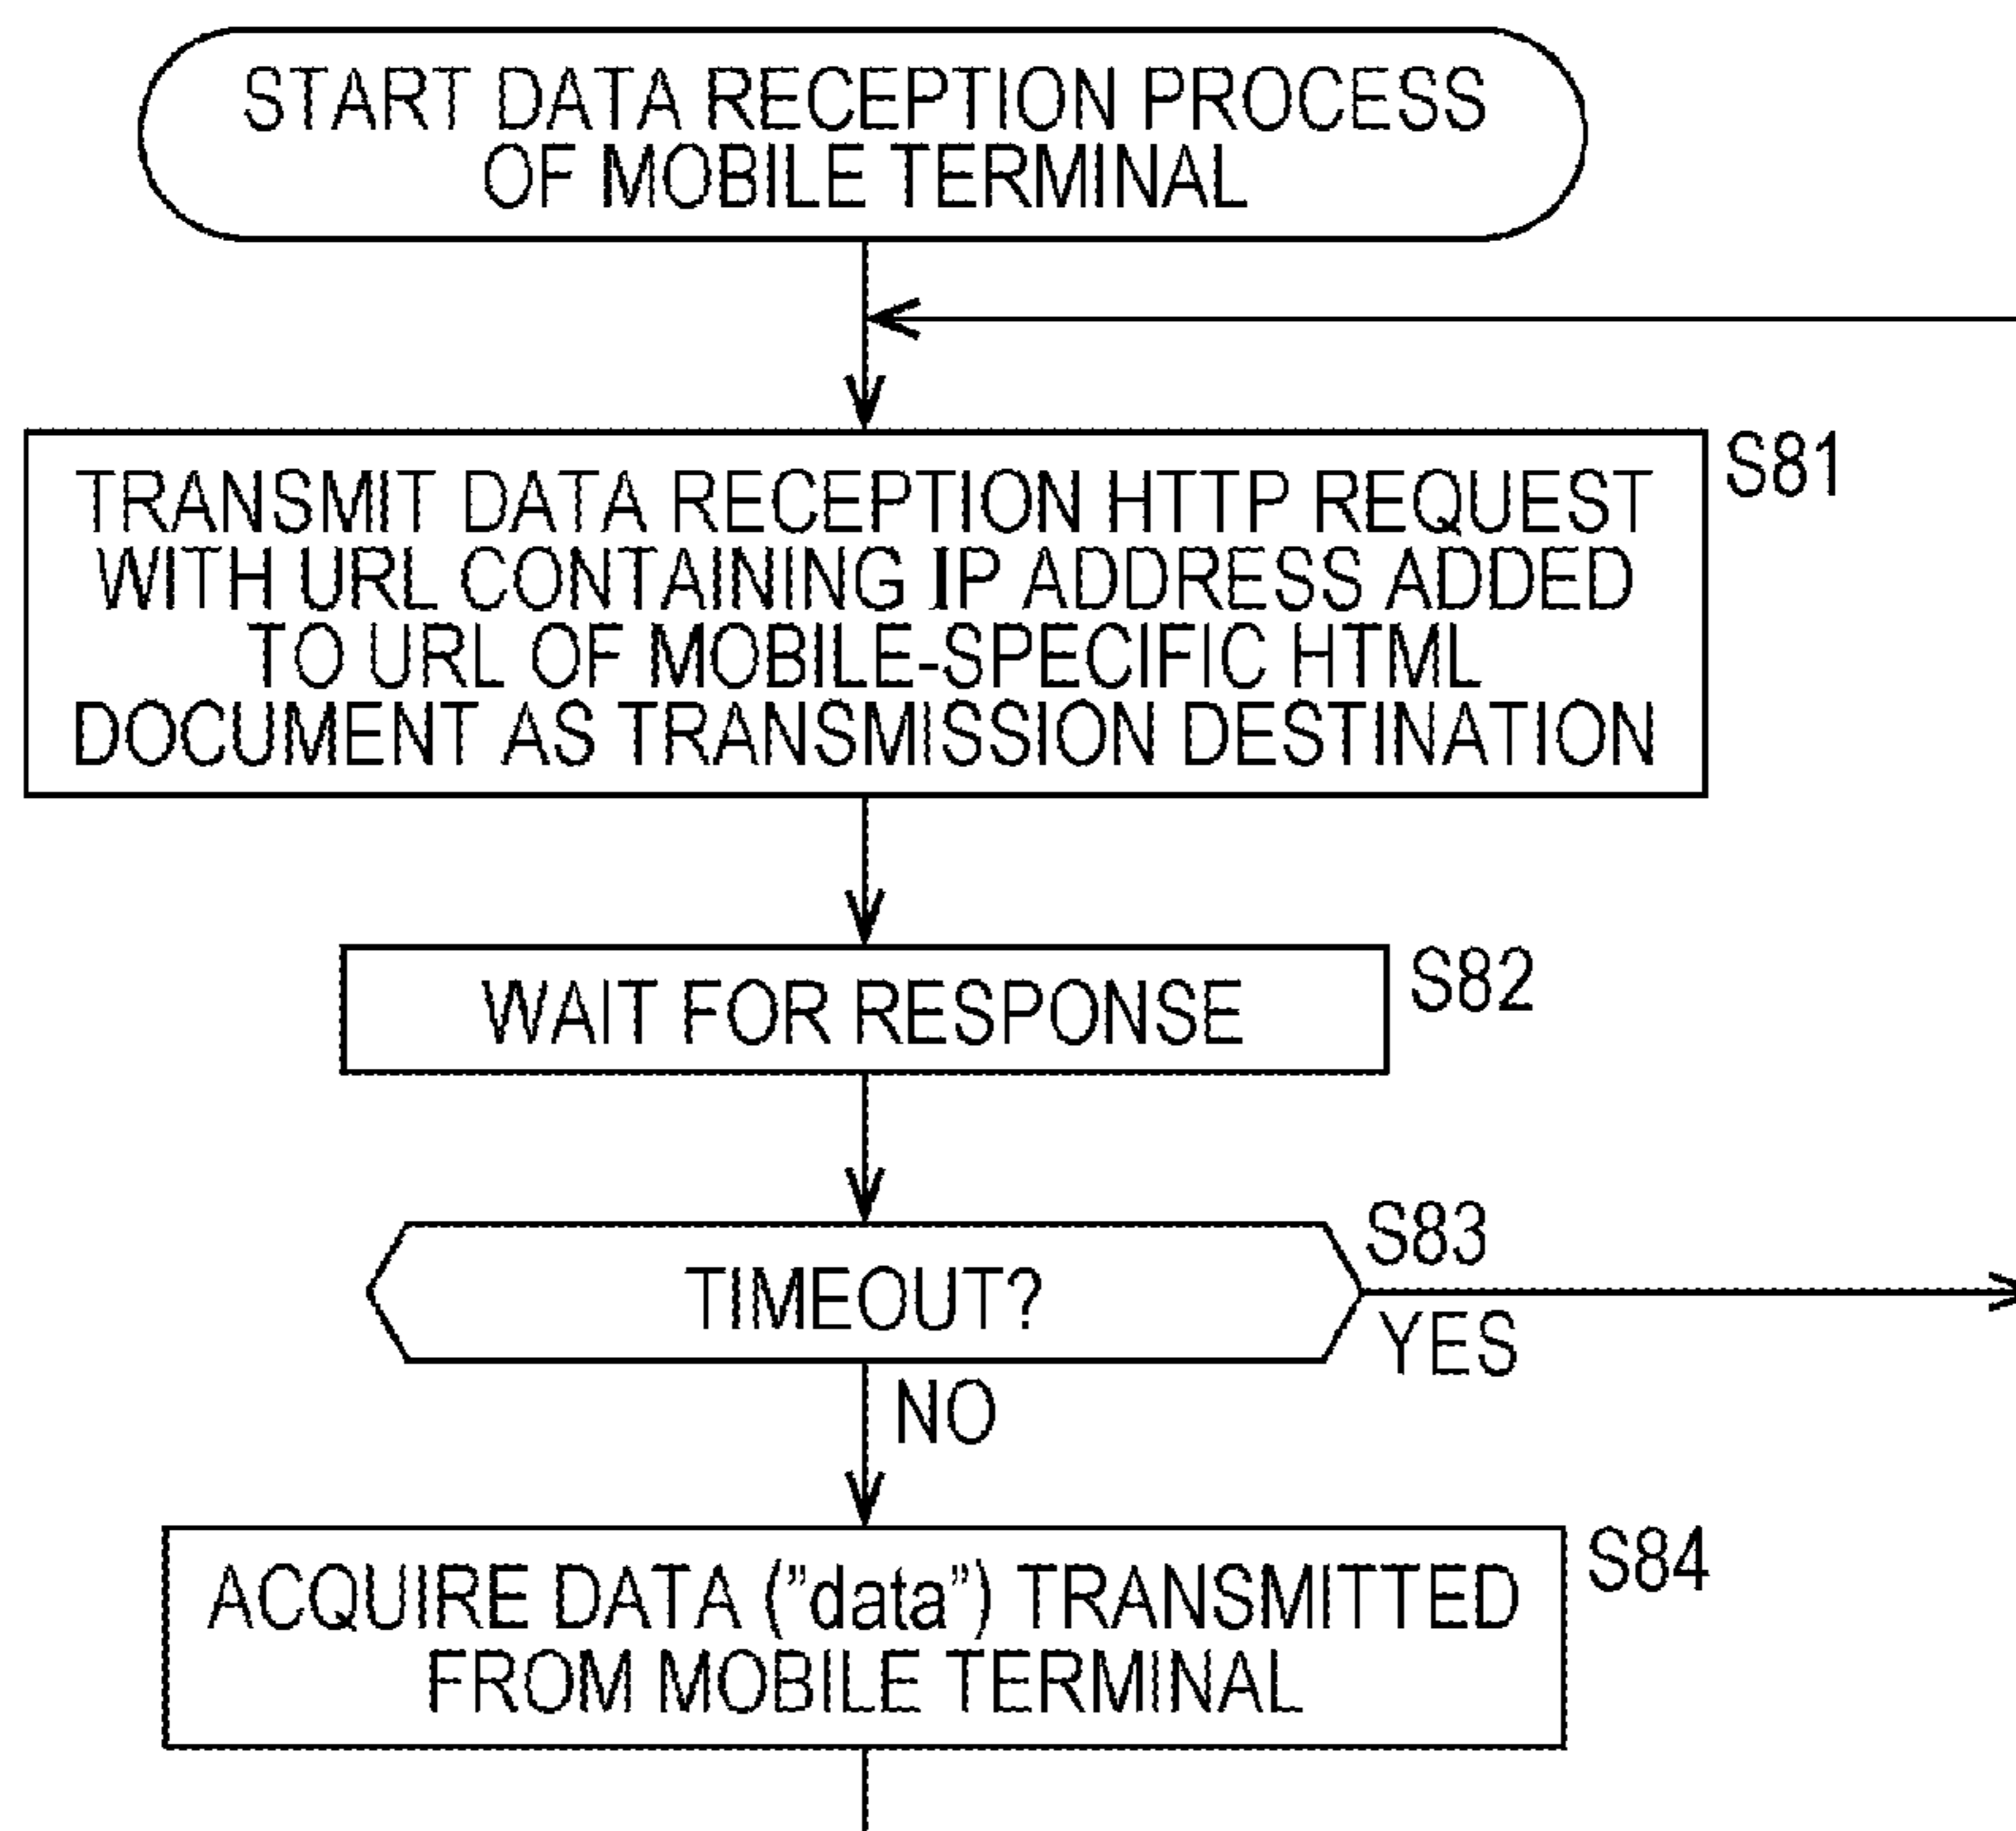 START DATA RECEPTION PROCESS
OF MOBILE TERMINAL
TRANSMIT DATA RECEPTION HTTP REQUEST
WITH URL CONTAINING IP ADDRESS ADDED
TO URL OF MOBILE-SPECIFIC HTML
DOCUMENT AS TRANSMISSION DESTINATION
S81
WAIT FOR RESPONSE
S82
TIMEOUT?
S83
YES
NO
ACQUIRE DATA (”data”) TRANSMITTED
FROM MOBILE TERMINAL
S84